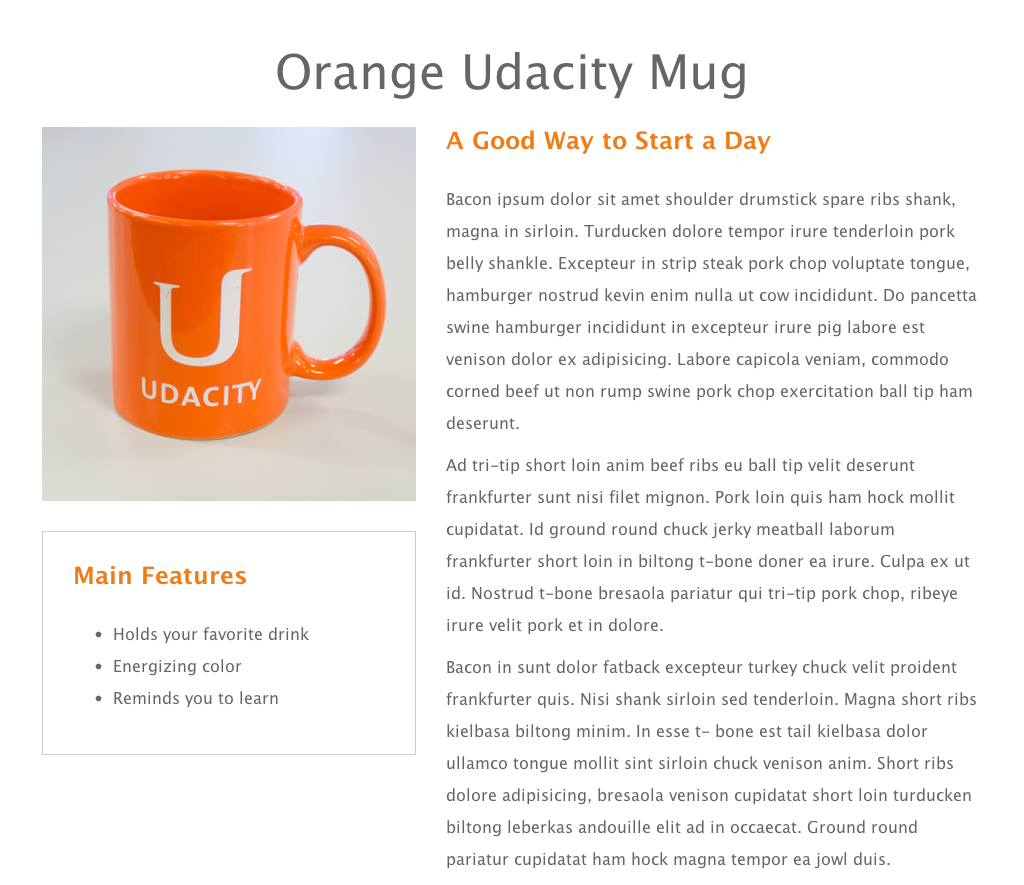 Orange Udacity Mug
U
UDACITY
Main Features
Holds your favorite drink
Energizing color
Reminds you to learn
A Good Way to Start a Day
Bacon ipsum dolor sit amet shoulder drumstick spare ribs shank,
magna in sirloin. Turducken dolore tempor irure tenderloin pork
belly shankle. Excepteur in strip steak pork chop voluptate tongue,
hamburger nostrud kevin enim nulla ut cow incididunt. Do pancetta
swine hamburger incididunt in excepteur irure pig labore est
venison dolor ex adipisicing. Labore capicola veniam, commodo
corned beef ut non rump swine pork chop exercitation ball tip ham
deserunt.
Ad tri-tip short loin anim beef ribs eu ball tip velit deserunt
frankfurter sunt nisi filet mignon. Pork loin quis ham hock mollit
cupidatat. Id ground round chuck jerky meatball laborum
frankfurter short loin in biltong t-bone doner ea irure. Culpa ex ut
id. Nostrud t-bone bresaola pariatur qui tri-tip pork chop, ribeye
irure velit pork et in dolore.
Bacon in sunt dolor fatback excepteur turkey chuck velit proident
frankfurter quis. Nisi shank sirloin sed tenderloin. Magna short ribs
kielbasa biltong minim. In esse t- bone est tail kielbasa dolor
ullamco tongue mollit sint sirloin chuck venison anim. Short ribs
dolore adipisicing, bresaola venison cupidatat short loin turducken
biltong leberkas andouille elit ad in occaecat. Ground round
pariatur cupidatat ham hock magna tempor ea jowl duis.